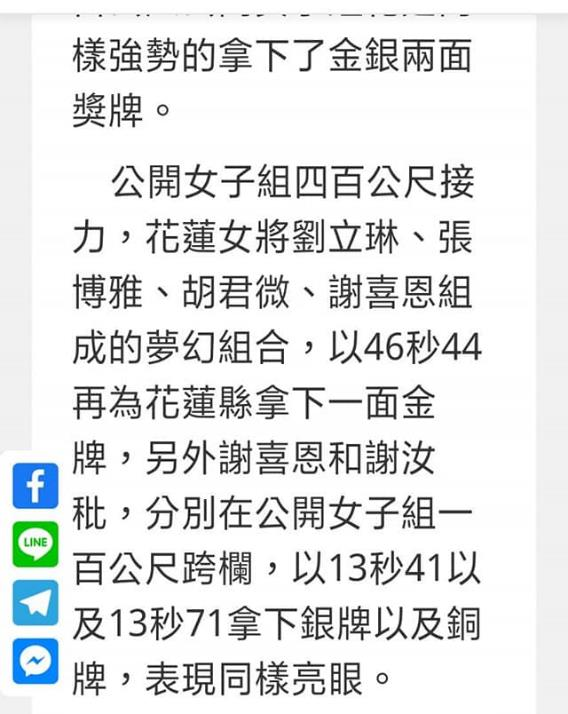 樣強勢的拿下了金銀兩面
獎牌。
公開女子組四百公尺接
力，花蓮女將劉立琳、張
博雅、胡君微、謝喜恩組
成的夢幻組合，以46秒44
再為花蓮縣拿下一面金
牌，另外謝喜恩和謝汝
秕，分別在公開女子組一
百公尺跨欄，以13秒41以
及13秒71拿下銀牌以及銅
牌，表現同樣亮眼。
LINE